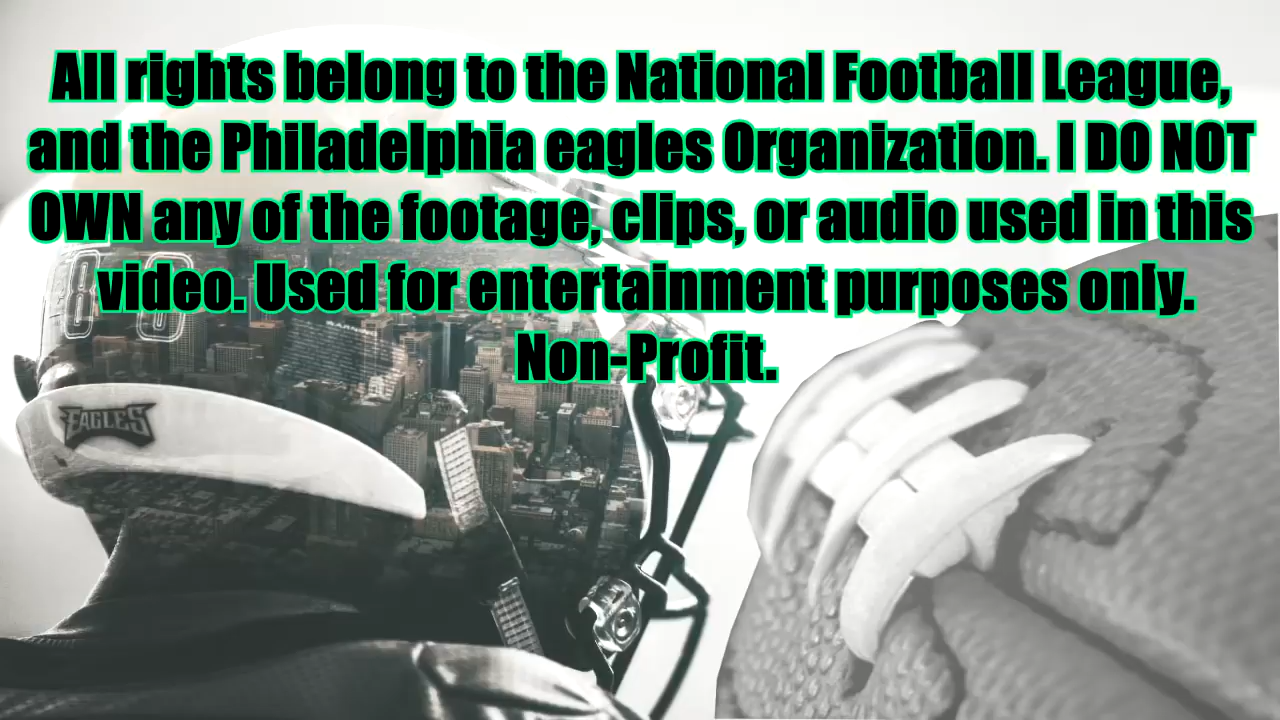 All rights belong to the National Football League,
and the Philadelphia eagles Organization. I DO NOT
OWN any of the footage, clips, or audio used in this
video. Used for entertainment purposes only.
Non-Profit.
EAGLES